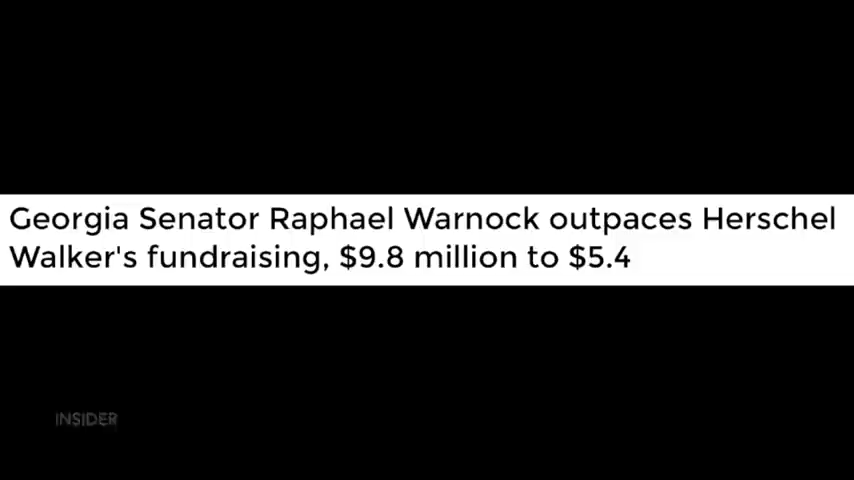 Georgia Senator Raphael Warnock outpaces Herschel
Walker's fundraising, $9.8 million to $5.4
INSIDER